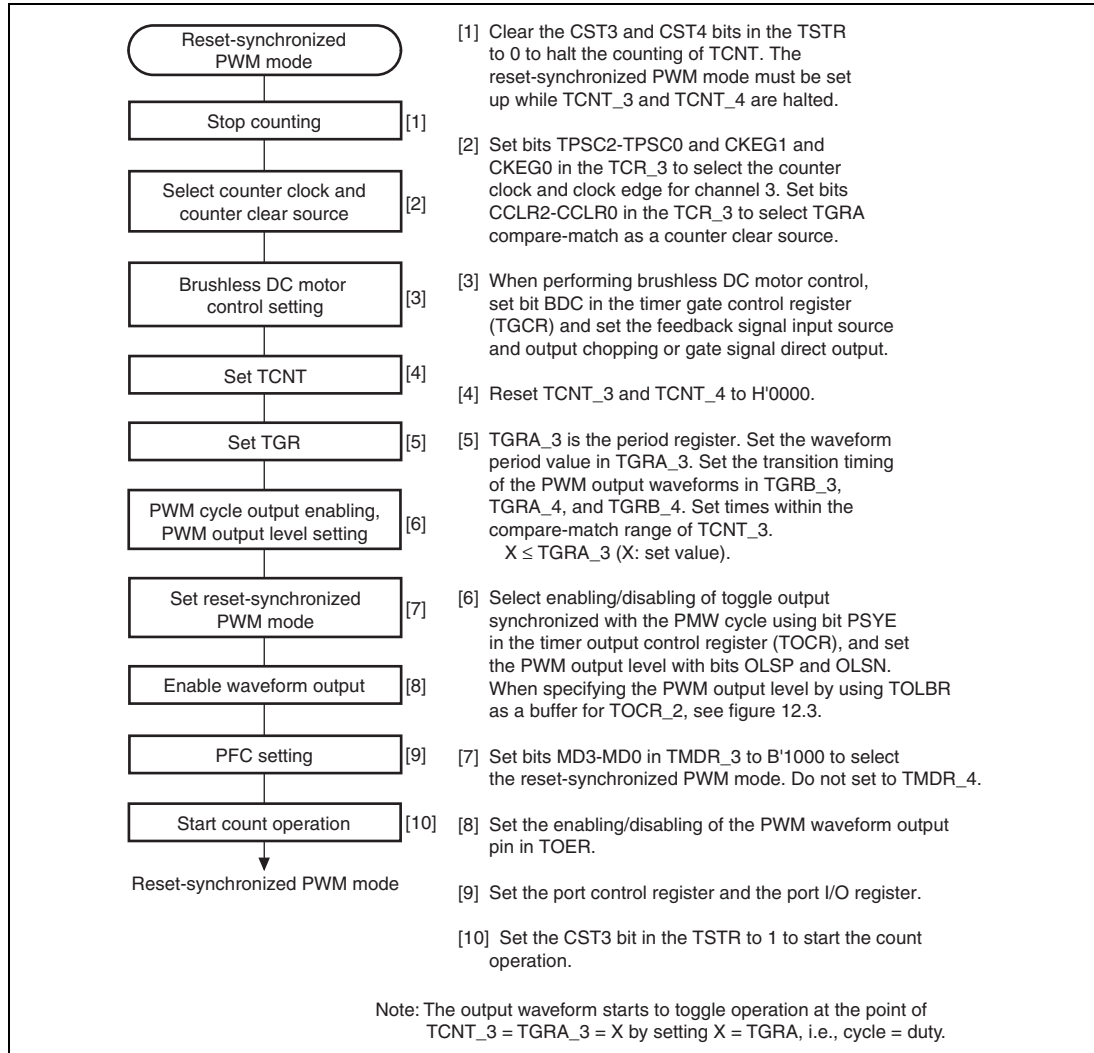 Reset-synchronized
PWM mode
Stop counting
[1]
Select counter clock and
counter clear source
[2]
Brushless DC motor
control setting
[3]
Set TCNT
[4]
Set TGR
[5]
PWM cycle output enabling,
PWM output level setting
[6]
Set reset-synchronized
PWM mode
[7]
Enable waveform output
[8]
PFC setting
[9]
Start count operation
[10]
Reset-synchronized PWM mode
[1] Clear the CST3 and CST4 bits in the TSTR
to 0 to halt the counting of TCNT. The
reset-synchronized PWM mode must be set
up while TCNT_3 and TCNT_4 are halted.
[2] Set bits TPSC2-TPSC0 and CKEG1 and
CKEG0 in the TCR_3 to select the counter
clock and clock edge for channel 3. Set bits
CCLR2-CCLR0 in the TCR_3 to select TGRA
compare-match as a counter clear source.
[3] When performing brushless DC motor control,
set bit BDC in the timer gate control register
(TGCR) and set the feedback signal input source
and output chopping or gate signal direct output.
[4] Reset TCNT_3 and TCNT_4 to H'0000.
[5] TGRA_3 is the period register. Set the waveform
period value in TGRA_3. Set the transition timing
of the PWM output waveforms in TGRB_3,
TGRA_4, and TGRB_4. Set times within the
compare-match range of TCNT_3.
X ≤ TGRA_3 (X: set value).
[6] Select enabling/disabling of toggle output
synchronized with the PMW cycle using bit PSYE
in the timer output control register (TOCR), and set
the PWM output level with bits OLSP and OLSN.
When specifying the PWM output level by using TOLBR
as a buffer for TOCR_2, see figure 12.3.
[7] Set bits MD3-MD0 in TMDR_3 to B'1000 to select
the reset-synchronized PWM mode. Do not set to TMDR_4.
[8] Set the enabling/disabling of the PWM waveform output
pin in TOER.
[9] Set the port control register and the port I/O register.
[10] Set the CST3 bit in the TSTR to 1 to start the count
operation.
Note: The output waveform starts to toggle operation at the point of
TCNT_3 = TGRA_3 = X by setting X = TGRA, i.e., cycle = duty.